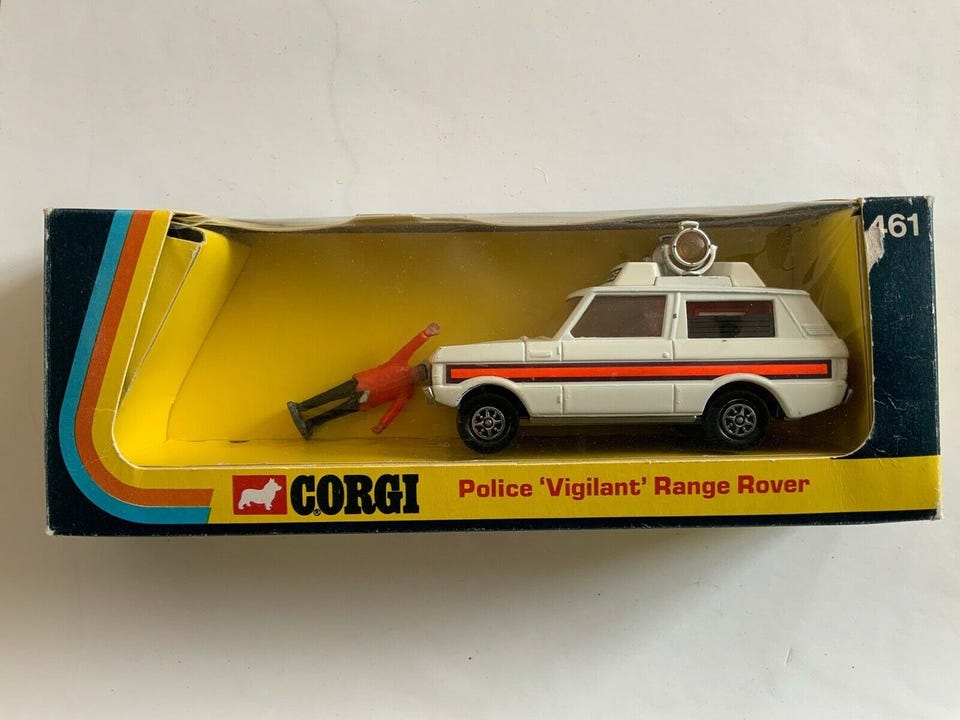 461
CORGI
Police ‘Vigilant’ Range Rover